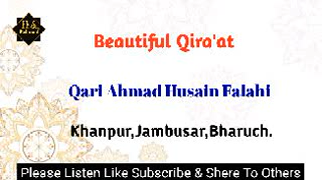 Beautiful Qira'at
Qari Ahmad Husain Falahi
Khanpur,Jambusar,Bharuch.
Please Listen Like Subscribe & Shere To Others